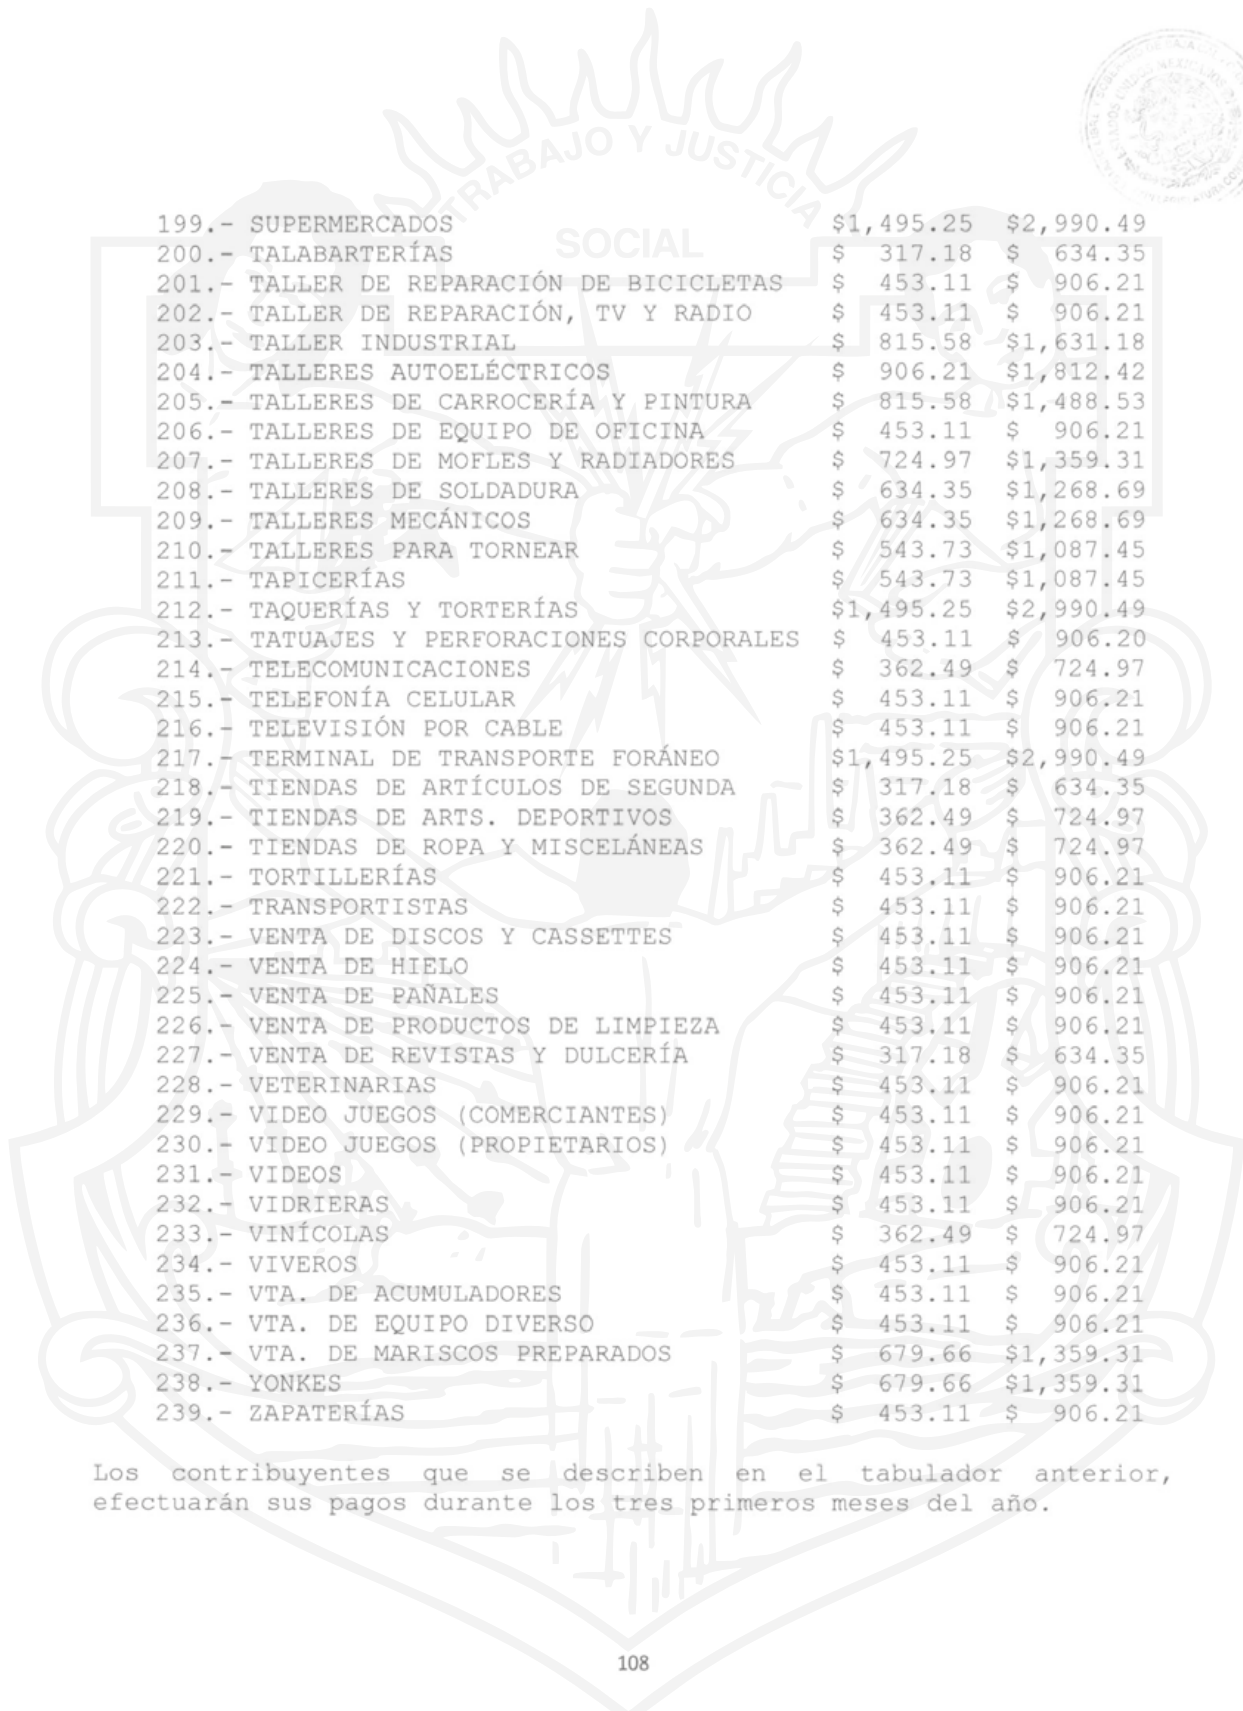 TRABAJO Y JUSTICIA
SOCIAL
199.- SUPERMERCADOS $1,495.25 $2,990.49
200.- TALABARTERÍAS $ 317.18 $ 634.35
201.- TALLER DE REPARACIÓN DE BICICLETAS $ 453.11 $ 906.21
202.- TALLER DE REPARACIÓN, TV Y RADIO $ 453.11 $ 906.21
203.- TALLER INDUSTRIAL $ 815.58 $1,631.18
204.- TALLERES AUTOELÉCTRICOS $ 906.21 $1,812.42
205.- TALLERES DE CARROCERÍA Y PINTURA $ 815.58 $1,488.53
206.- TALLERES DE EQUIPO DE OFICINA $ 453.11 $ 906.21
207.- TALLERES DE MOFLES Y RADIADORES $ 724.97 $1,359.31
208.- TALLERES DE SOLDADURA $ 634.35 $1,268.69
209.- TALLERES MECÁNICOS $ 634.35 $1,268.69
210.- TALLERES PARA TORNEAR $ 543.73 $1,087.45
211.- TAPICERÍAS $ 543.73 $1,087.45
212.- TAQUERÍAS Y TORTERÍAS $1,495.25 $2,990.49
213.- TATUAJES Y PERFORACIONES CORPORALES $ 453.11 $ 906.20
214.- TELECOMUNICACIONES $ 362.49 $ 724.97
215.- TELEFONÍA CELULAR $ 453.11 $ 906.21
216.- TELEVISIÓN POR CABLE $ 453.11 $ 906.21
217.- TERMINAL DE TRANSPORTE FORÁNEO $1,495.25 $2,990.49
218.- TIENDAS DE ARTÍCULOS DE SEGUNDA $ 317.18 $ 634.35
219.- TIENDAS DE ARTS. DEPORTIVOS $ 362.49 $ 724.97
220.- TIENDAS DE ROPA Y MISCELÁNEAS $ 362.49 $ 724.97
221.- TORTILLERÍAS $ 453.11 $ 906.21
222.- TRANSPORTISTAS $ 453.11 $ 906.21
223.- VENTA DE DISCOS Y CASSETTES $ 453.11 $ 906.21
224.- VENTA DE HIELO $ 453.11 $ 906.21
225.- VENTA DE PAÑALES $ 453.11 $ 906.21
226.- VENTA DE PRODUCTOS DE LIMPIEZA $ 453.11 $ 906.21
227.- VENTA DE REVISTAS Y DULCERÍA $ 317.18 $ 634.35
228.- VETERINARIAS $ 453.11 $ 906.21
229.- VIDEO JUEGOS (COMERCIANTES) $ 453.11 $ 906.21
230.- VIDEO JUEGOS (PROPIETARIOS) $ 453.11 $ 906.21
231.- VIDEOS $ 453.11 $ 906.21
232.- VIDRIERAS $ 453.11 $ 906.21
233.- VINÍCOLAS $ 362.49 $ 724.97
234.- VIVEROS $ 453.11 $ 906.21
235.- VTA. DE ACUMULADORES $ 453.11 $ 906.21
236.- VTA. DE EQUIPO DIVERSO $ 453.11 $ 906.21
237.- VTA. DE MARISCOS PREPARADOS $ 679.66 $1,359.31
238.- YONKES $ 679.66 $1,359.31
239.- ZAPATERÍAS $ 453.11 $ 906.21
Los contribuyentes que se describen en el tabulador anterior,
efectuarán sus pagos durante los tres primeros meses del año.
108